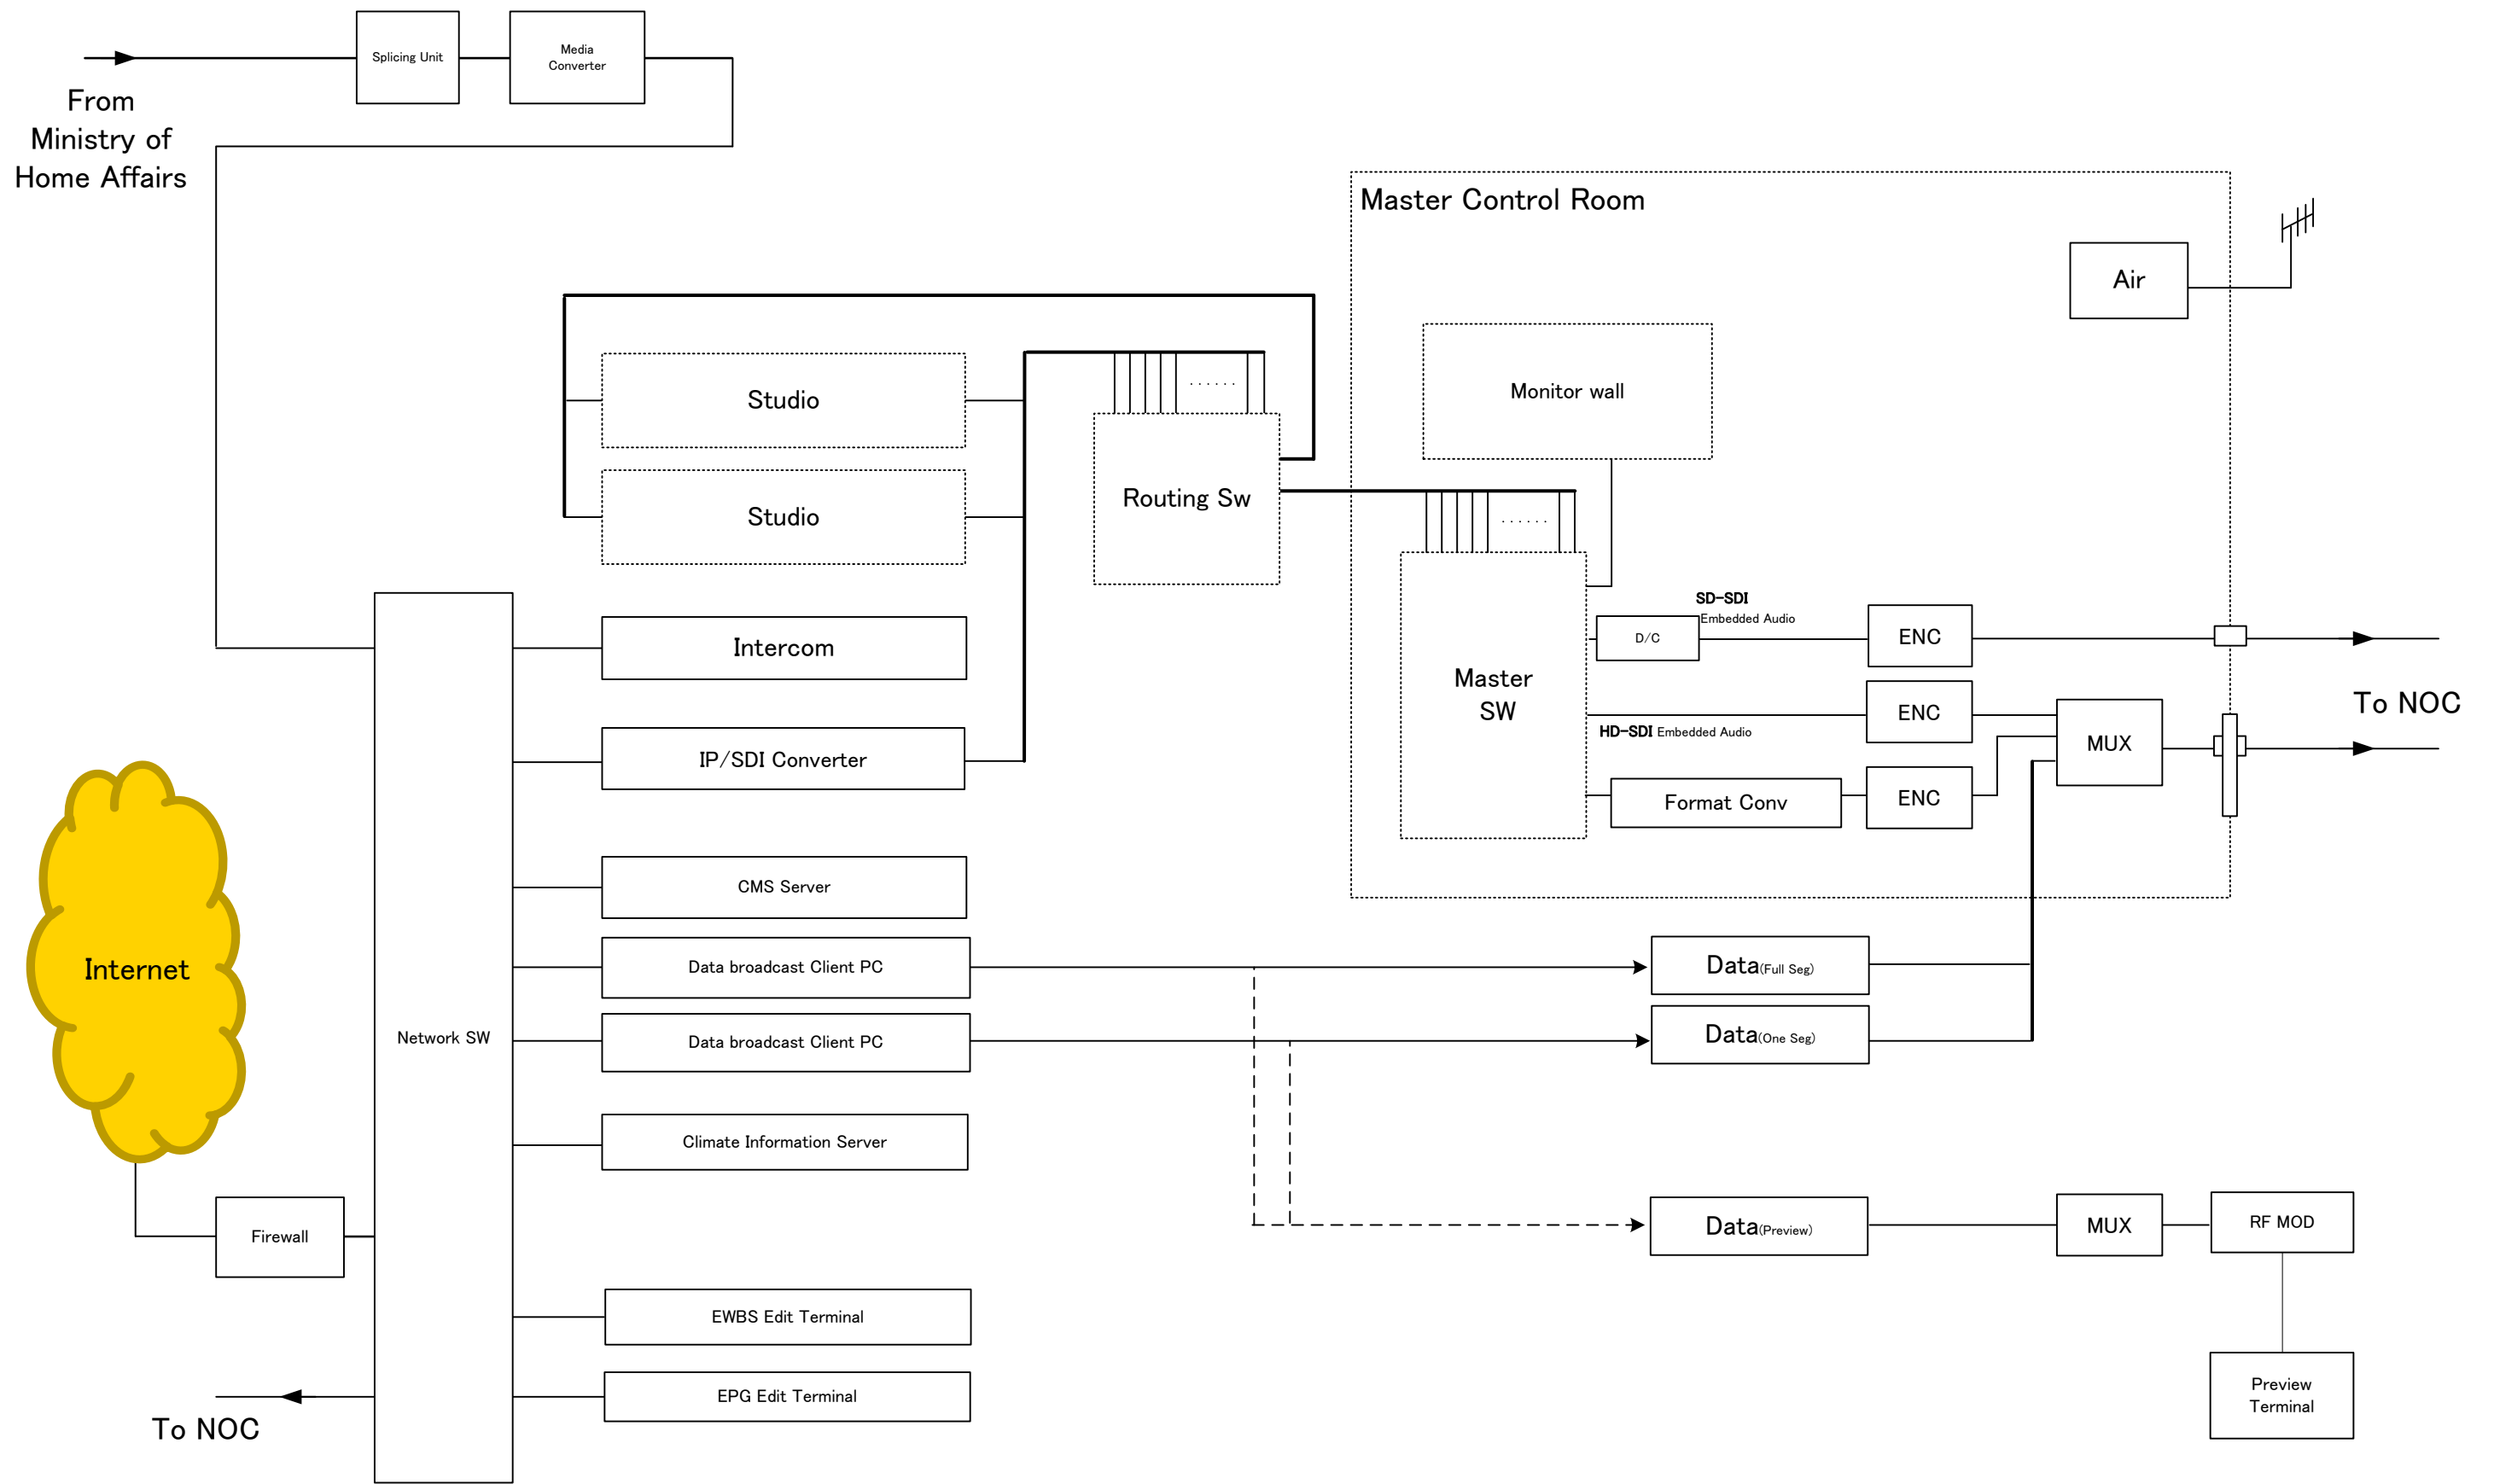 Splicing Unit
Media
Converter
From
Ministry of
Home Affairs
Master Control Room
Air
Monitor wall
Studio
. . . . . .
Studio
Routing Sw
. . . . . .
SD-SDI
Embedded Audio
D/C
ENC
Intercom
Master
SW
ENC
To NOC
HD-SDI Embedded Audio
MUX
IP/SDI Converter
Format Conv
ENC
CMS Server
Internet
Data broadcast Client PC
Data(Full Seg)
Network SW
Data broadcast Client PC
Data(One Seg)
Climate Information Server
Firewall
Data(Preview)
MUX
RF MOD
EWBS Edit Terminal
EPG Edit Terminal
Preview
Terminal
To NOC